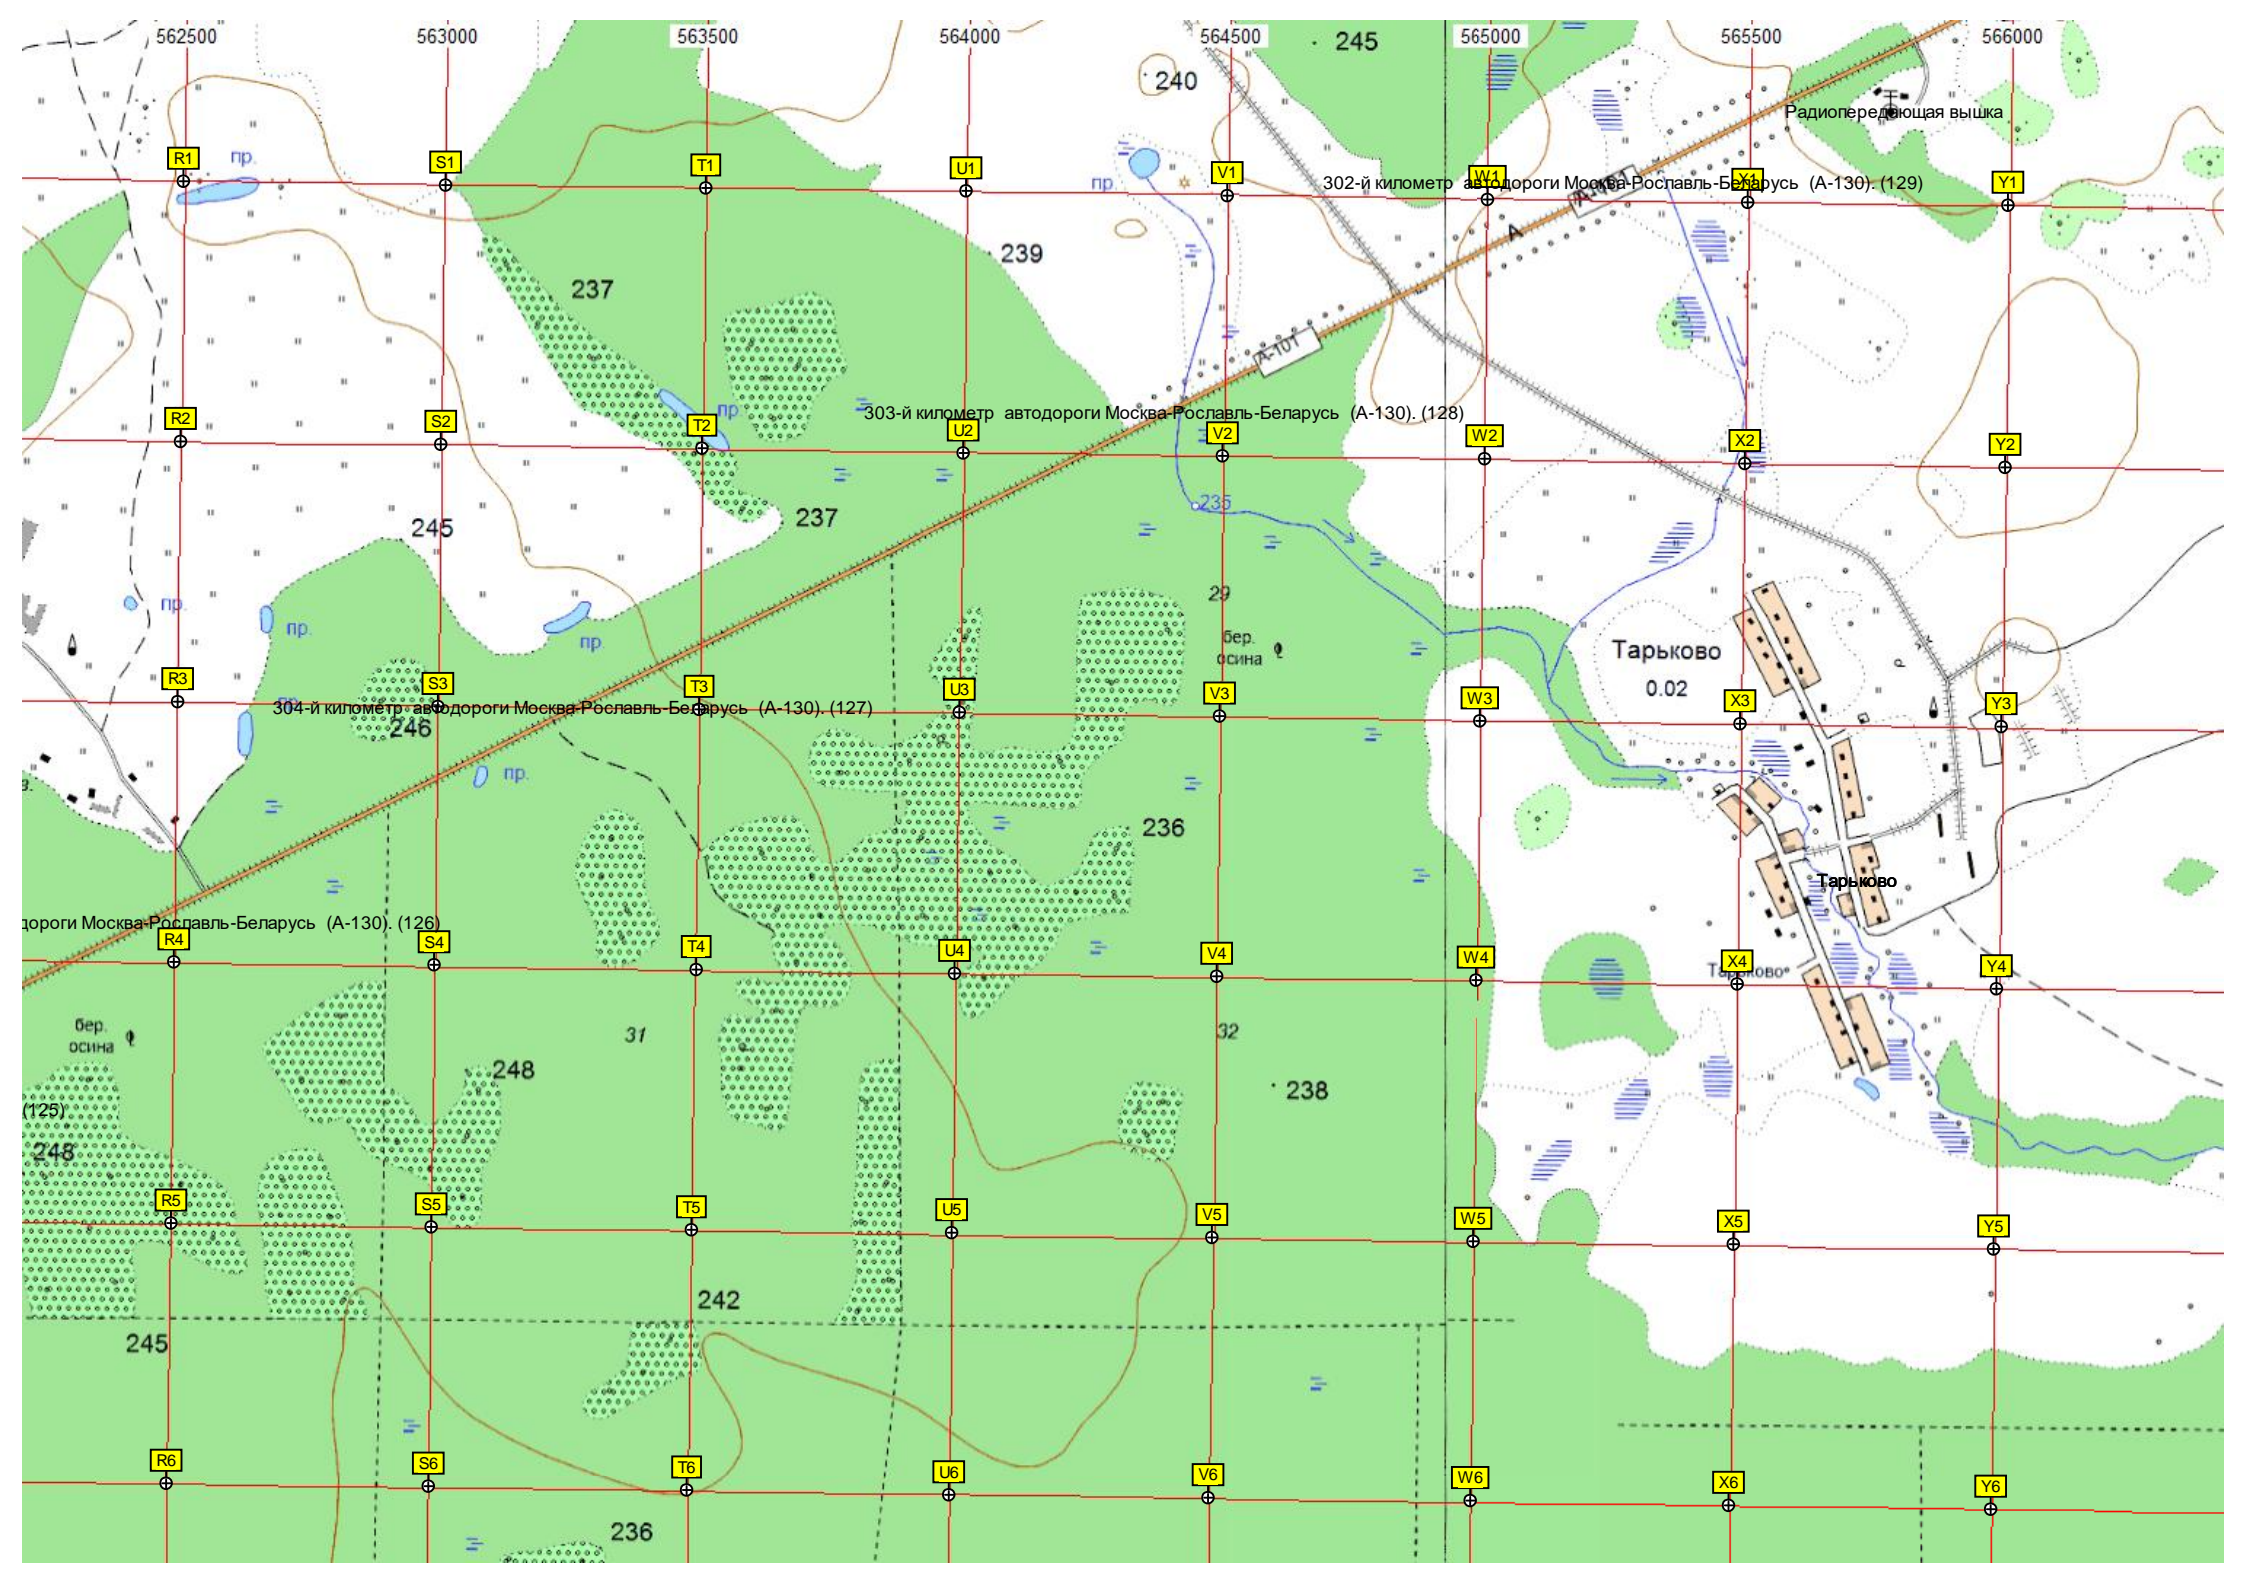 562500 563000 563500 564000 564500 565000 565500 566000
245
240
Радиопередающая вышка
R1 пр. S1 T1 U1 пр. V1 W1 X1 Y1
302-й километр автодороги Москва-Рославль-Беларусь (А-130). (129)
А
239
237
А-101
пр.
303-й километр автодороги Москва-Рославль-Беларусь (А-130). (128)
R2 S2 T2 U2 V2 W2 X2 Y2
235
237
245
29
пр.
пр.
пр.
бер.
осина
Тарьково
0.02
р
R3 S3 T3 U3 V3 W3 X3 Y3
пр.
304-й километр автодороги Москва-Рославль-Беларусь (А-130). (127)
246
пр.
236
Тарьково
дороги Москва-Рославль-Беларусь (А-130). (126)
R4 S4 T4 U4 V4 W4 X4 Y4
Тарьково
бер.
осина
31
32
248
238
(125)
248
R5 S5 T5 U5 V5 W5 X5 Y5
242
245
R6 S6 T6 U6 V6 W6 X6 Y6
236